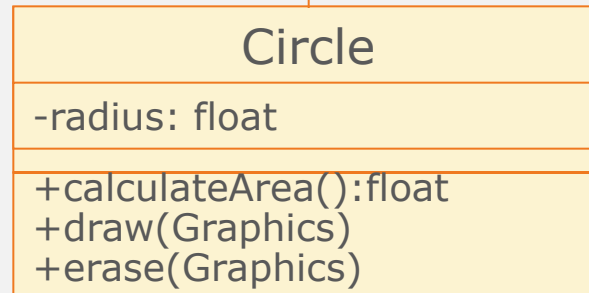 Circle
-radius: float
+calculateArea():float
+draw(Graphics)
+erase(Graphics)